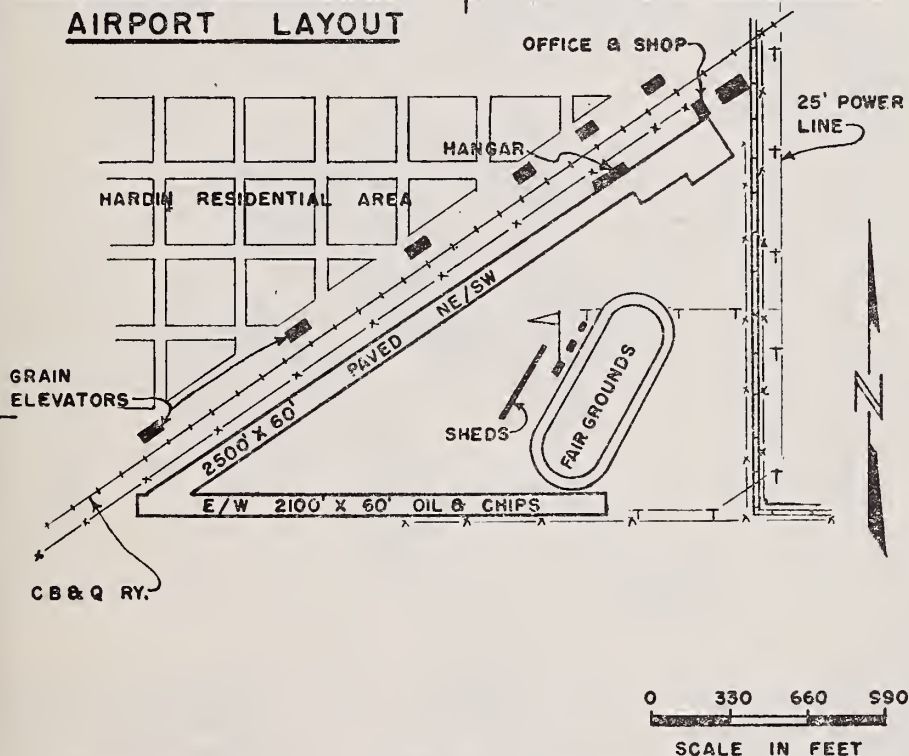 AIRPORT LAYOUT
OFFICE & SHOP
25' POWER
LINE
HANGAR
HARDIN RESIDENTIAL AREA
PAVED NE/SW
2500' X 60'
GRAIN
ELEVATORS
SHEDS
FAIR GROUNDS
E/W 2100' X 60' OIL & CHIPS
C B & Q RY.
N
0 330 660 990
SCALE IN FEET